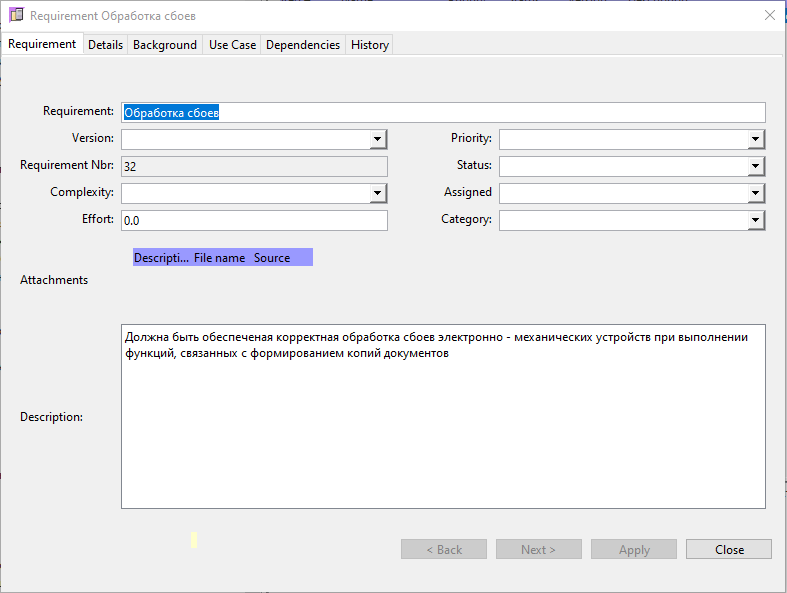 Requirement Обработка сбоев
Requirement Details Background Use Case Dependencies History
Requirement: Обработка сбоев
Version: Priority:
Requirement Nbr: 32 Status:
Complexity: Assigned
Effort: 0.0 Category:
Descripti... File name Source
Attachments
Должна быть обеспеченая корректная обработка сбоев электронно - механических устройств при выполнении
функций, связанных с формированием копий документов
Description:
< Back Next > Apply Close